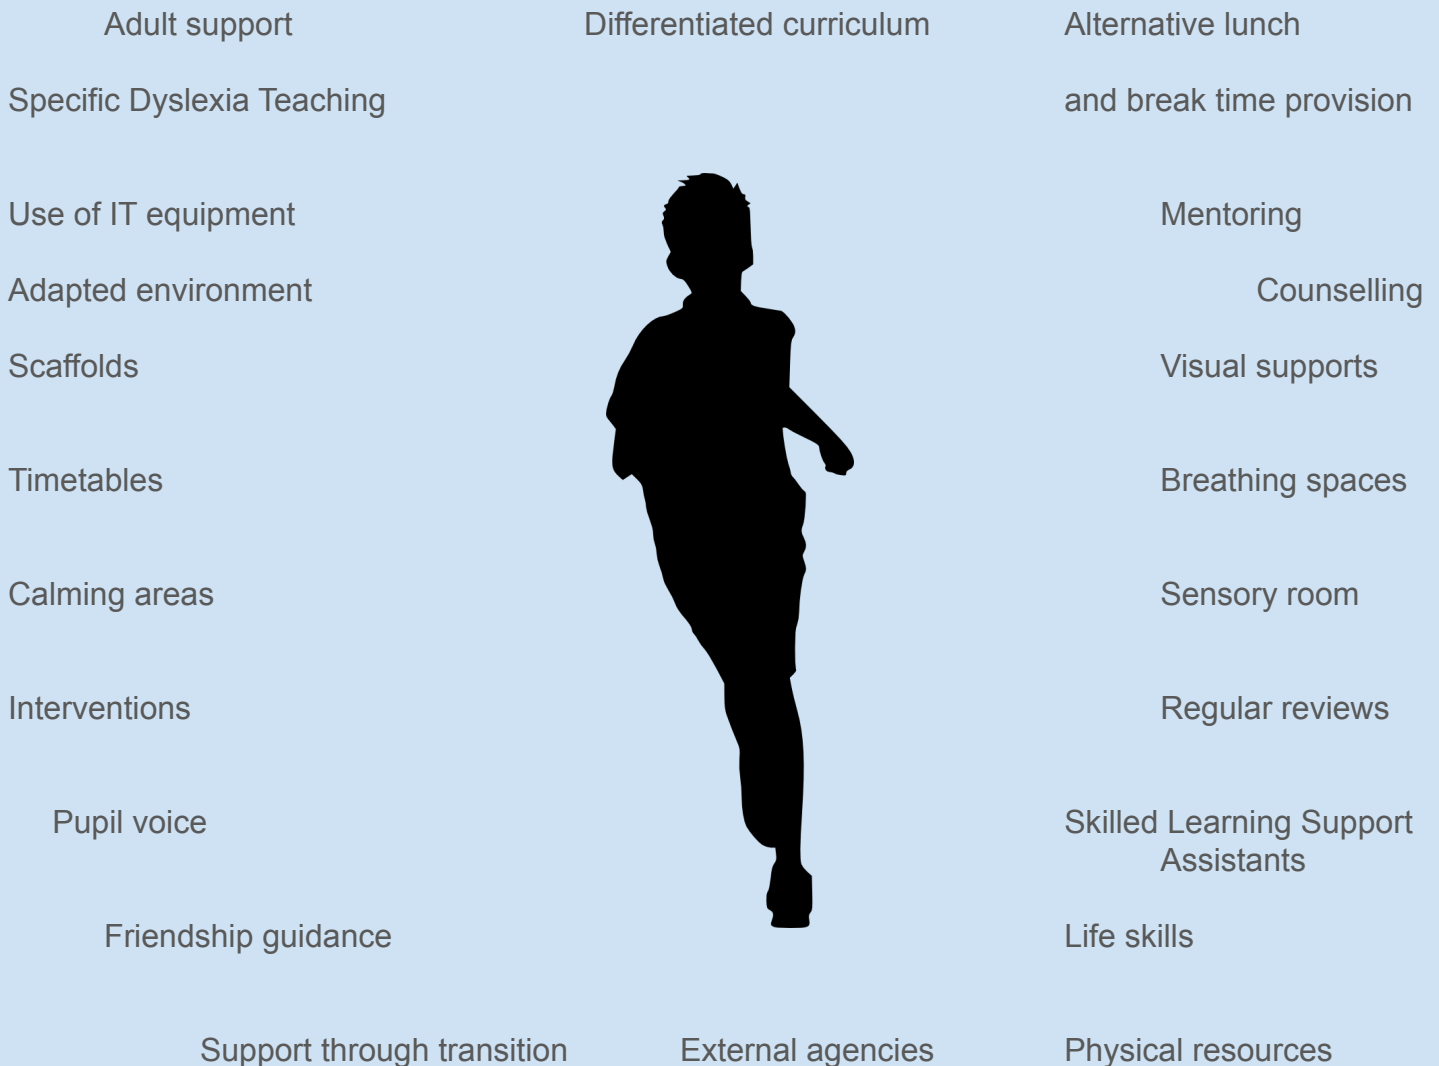 Adult support Differentiated curriculum Alternative lunch
Specific Dyslexia Teaching and break time provision
Use of IT equipment Mentoring
Adapted environment Counselling
Scaffolds Visual supports
Timetables Breathing spaces
Calming areas Sensory room
Interventions Regular reviews
Pupil voice Skilled Learning Support
Assistants
Friendship guidance Life skills
Support through transition External agencies Physical resources